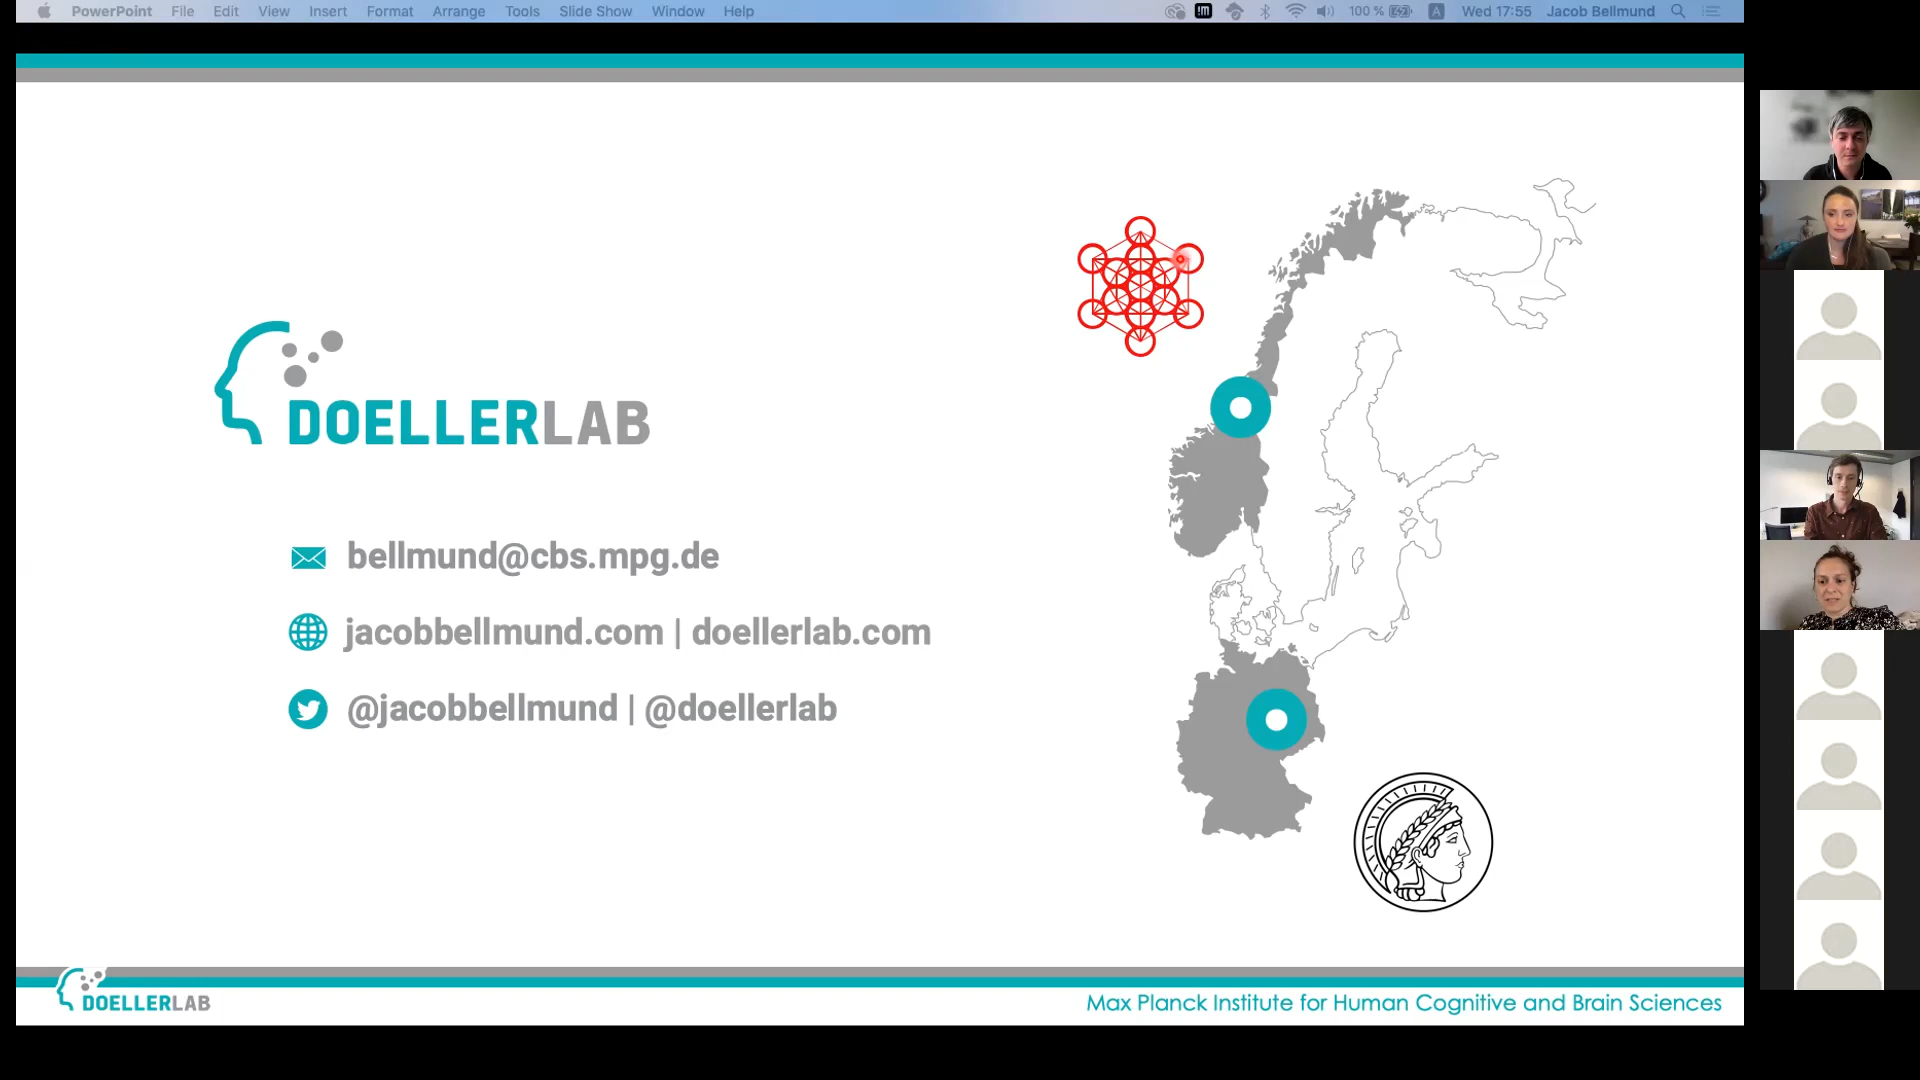 PowerPoint File Edit View Insert Format Arrange Tools Slide Show Window Help 100 % A Wed 17:55 Jacob Bellmund
DOELLERLAB
bellmund@cbs.mpg.de
jacobbellmund.com | doellerlab.com
@jacobbellmund | @doellerlab
DOELLERLAB
Max Planck Institute for Human Cognitive and Brain Sciences